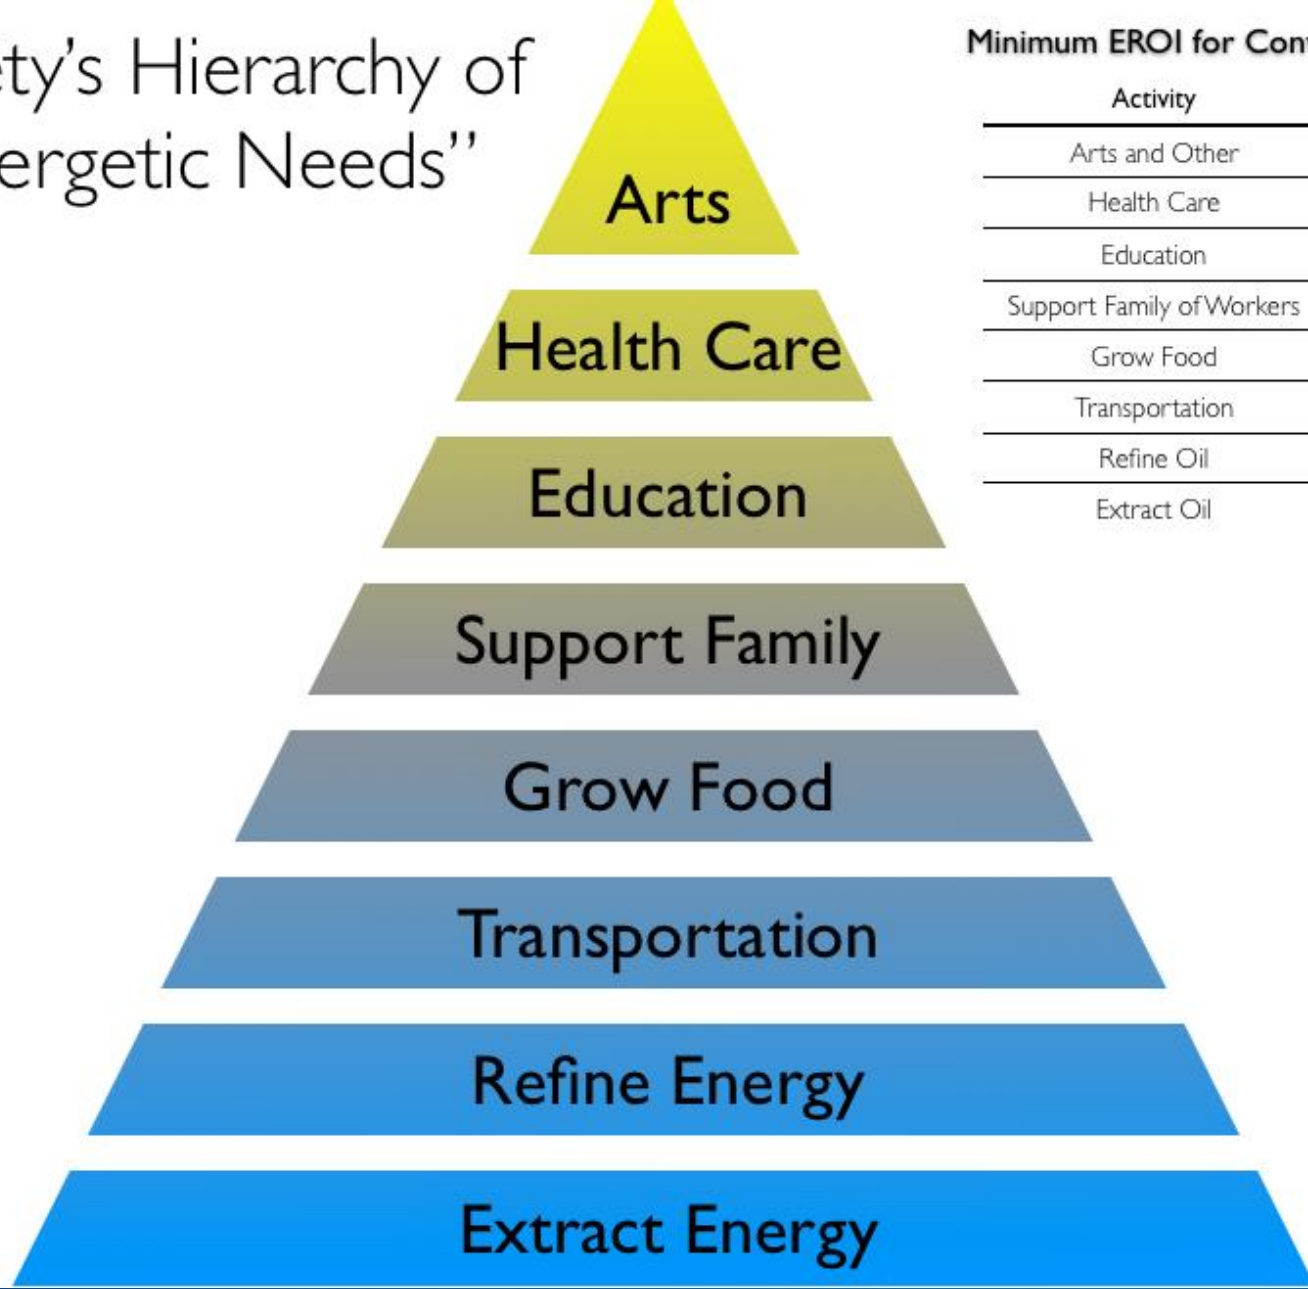 ety's Hierarchy of
ergetic Needs”
Arts
Health Care
Education
Support Family
Grow Food
Transportation
Refine Energy
Extract Energy
Minimum EROI for Conv
Activity
Arts and Other
Health Care
Education
Support Family of Workers
Grow Food
Transportation
Refine Oil
Extract Oil